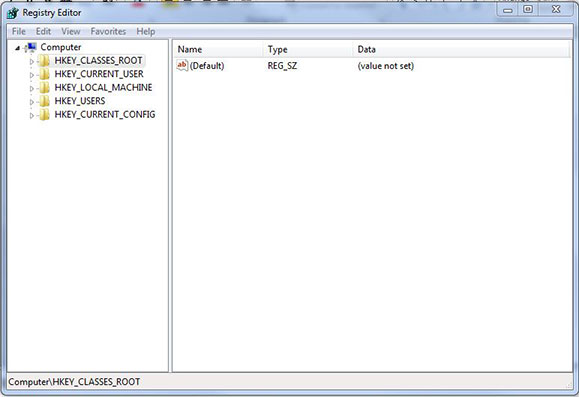 Registry Editor
File Edit View Favorites Help
Computer
HKEY_CLASSES_ROOT
HKEY_CURRENT_USER
HKEY_LOCAL_MACHINE
HKEY_USERS
HKEY_CURRENT_CONFIG
Name Type Data
ab (Default) REG_SZ (value not set)
Computer\HKEY_CLASSES_ROOT